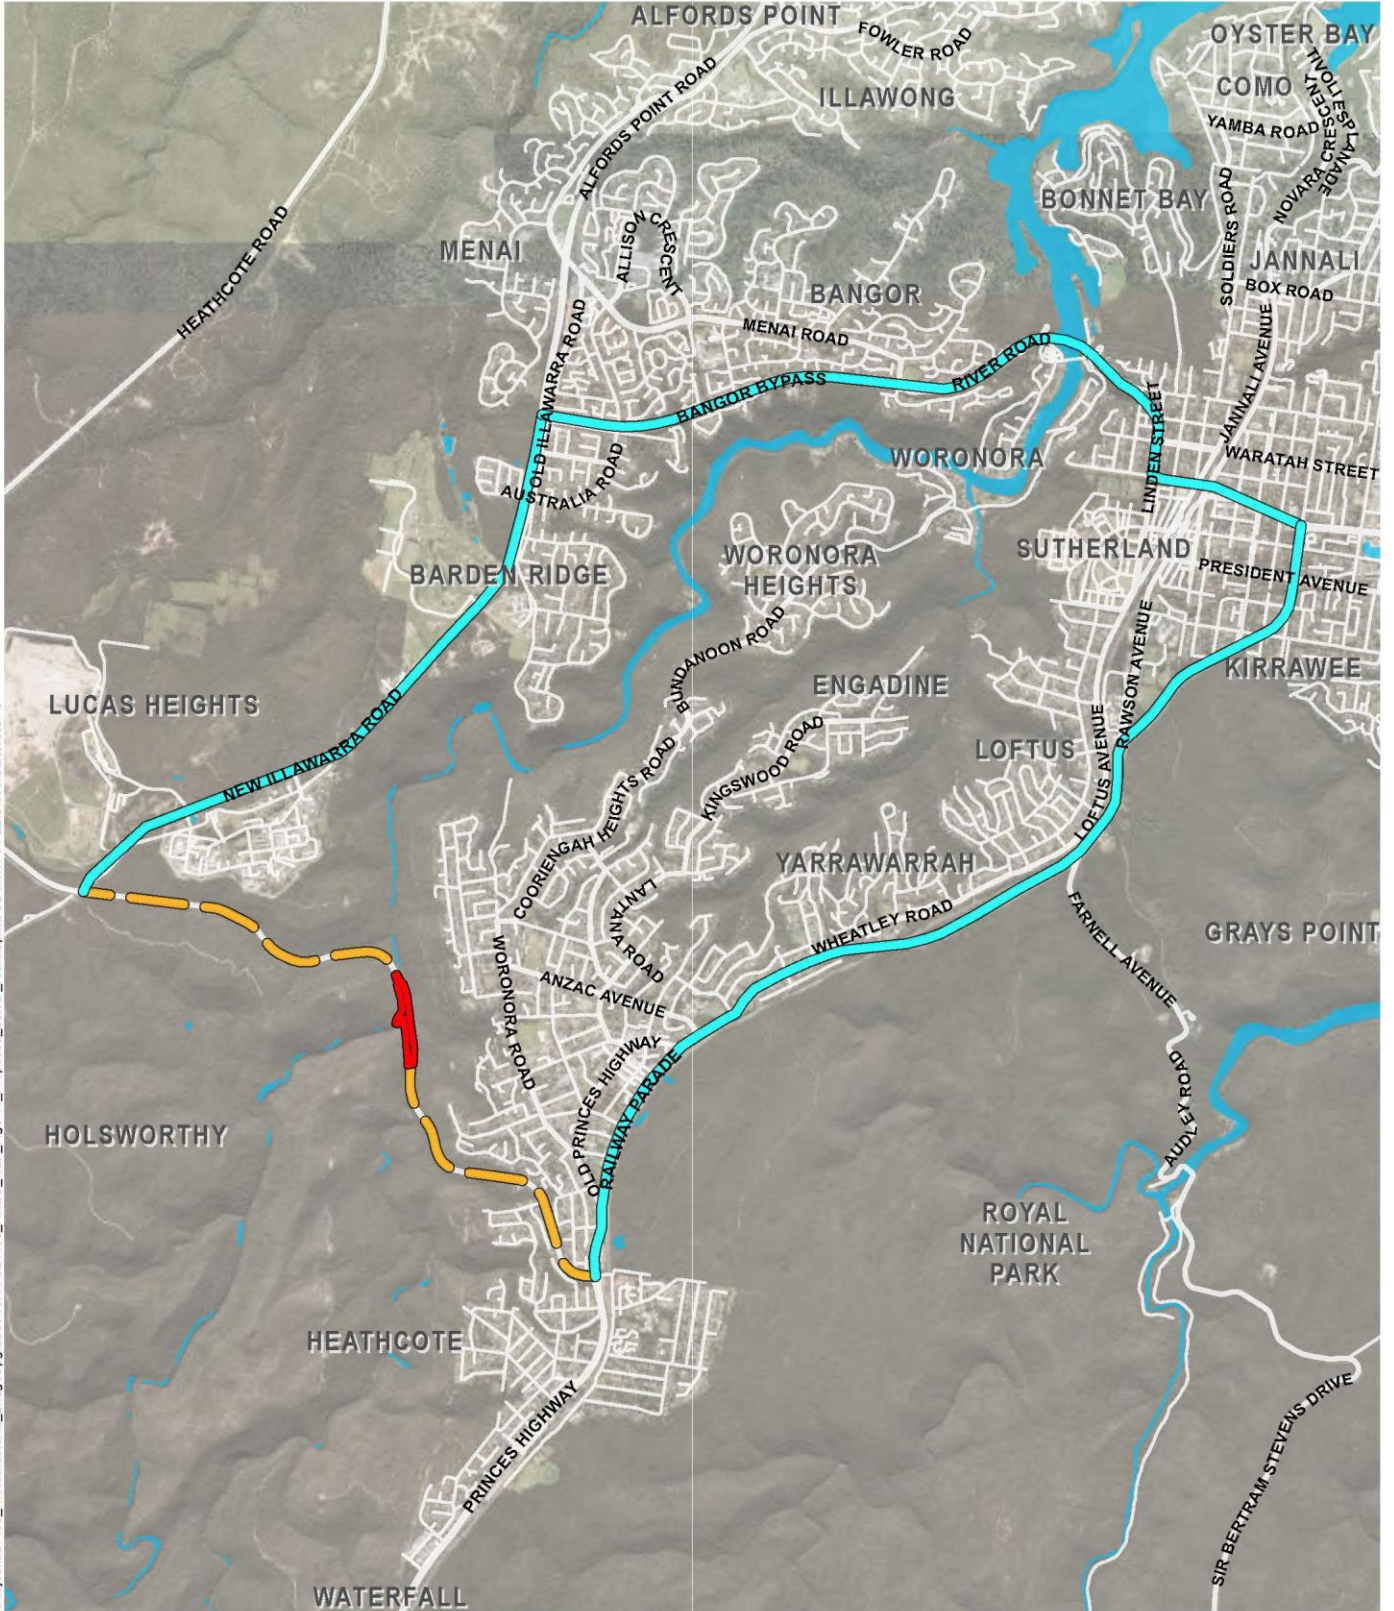 ALFORDS POINT
FOWLER ROAD
OYSTER BAY
TIVOLI ESPLANADE
ILLAWONG
COMO
YAMBA ROAD
NOVARA CRESCENT
ALFORDS POINT ROAD
BONNET BAY
SOLDIERS ROAD
HEATHCOTE ROAD
MENAI
ALLISON CRESCENT
JANNALI
BOX ROAD
BANGOR
MENAI ROAD
OLD ILLAWARRA ROAD
RIVER ROAD
BANGOR BYPASS
LINDEN STREET
JANNALI AVENUE
WORONORA
WARATAH STREET
AUSTRALIA ROAD
BARDEN RIDGE
WORONORA
HEIGHTS
SUTHERLAND
PRESIDENT AVENUE
BUNDANOON ROAD
RAWSON AVENUE
KIRRAWEE
LUCAS HEIGHTS
NEW ILLAWARRA ROAD
ENGADINE
KINGSWOOD ROAD
LOFTUS
LOFTUS AVENUE
COORIENGAH HEIGHTS ROAD
LANTANA ROAD
YARRAWARRAH
WHEATLEY ROAD
FARNELL AVENUE
GRAYS POINT
WORONORA ROAD
ANZAC AVENUE
OLD PRINCES HIGHWAY
RAILWAY PARADE
AUDLEY ROAD
HOLSWORTHY
ROYAL
NATIONAL
PARK
HEATHCOTE
PRINCES HIGHWAY
SIR BERTRAM STEVENS DRIVE
WATERFALL